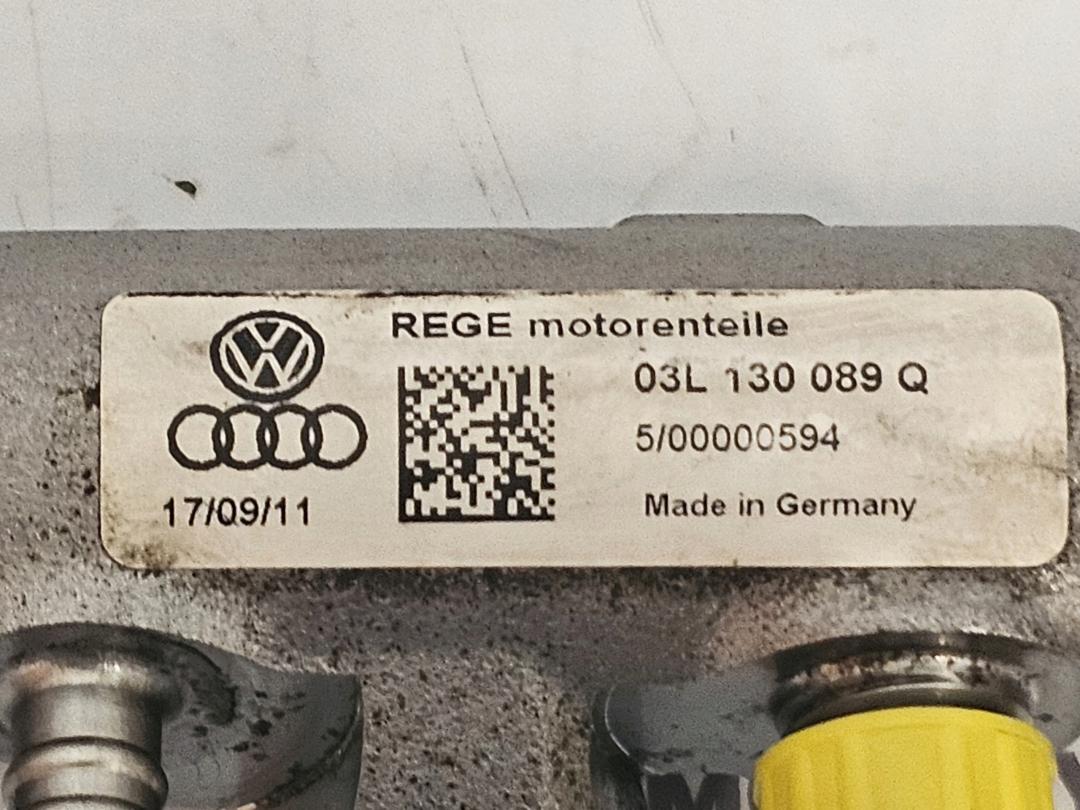 REGE motorenteile
03L 130 089 Q
5/00000594
17/09/11
Made in Germany